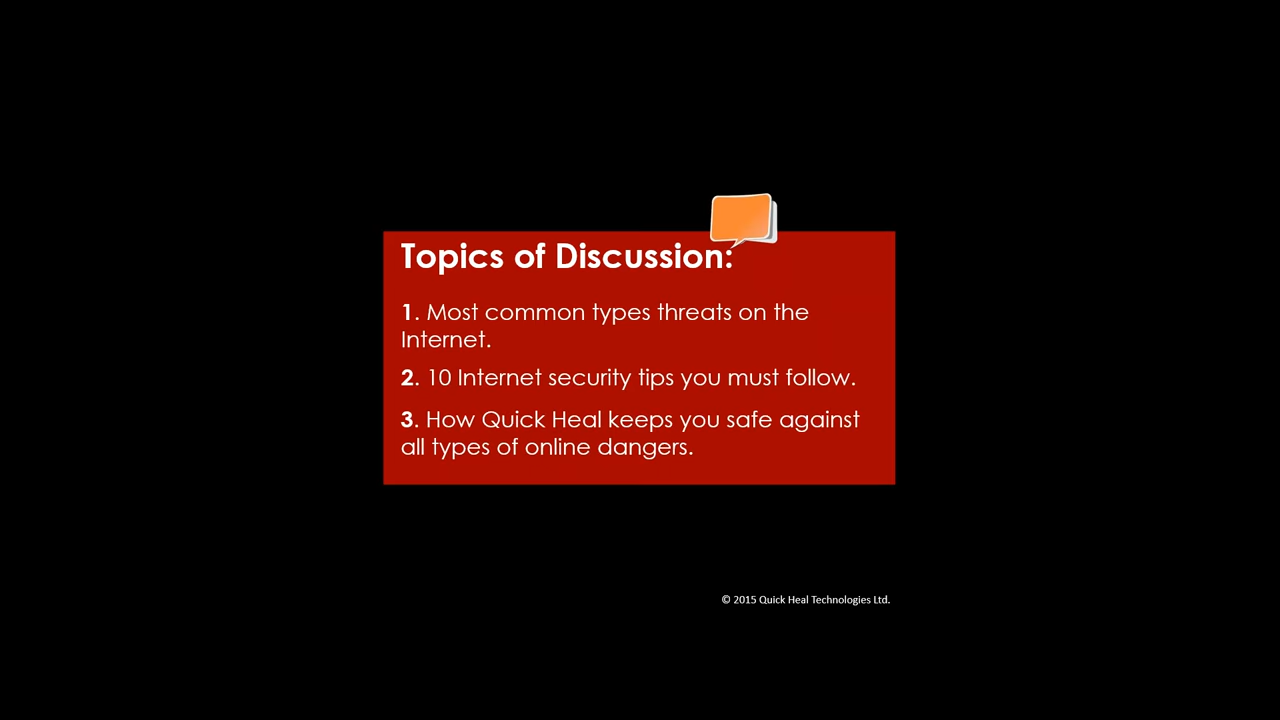 Topics of Discussion:
1. Most common types threats on the
Internet.
2. 10 Internet security tips you must follow.
3. How Quick Heal keeps you safe against
all types of online dangers.
© 2015 Quick Heal Technologies Ltd.